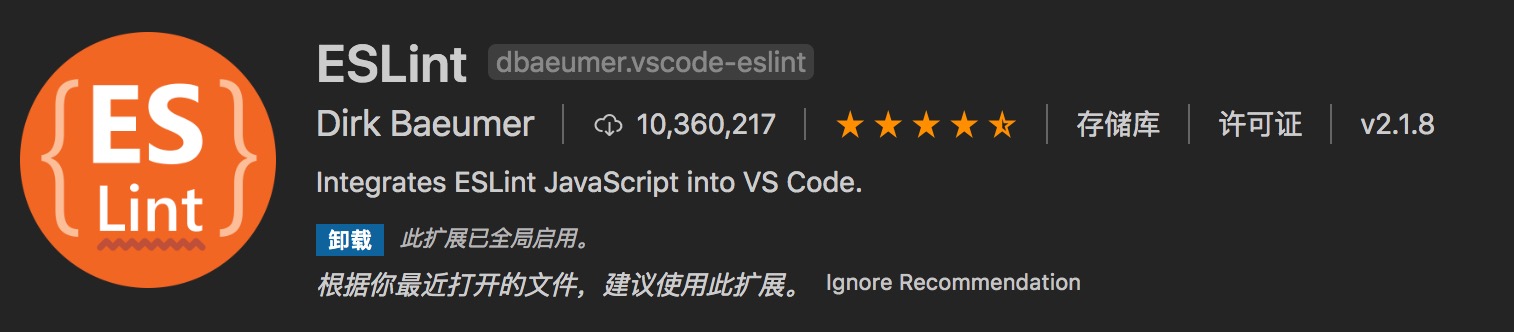 {ES}
Lint
ESLint dbaeumer.vscode-eslint
Dirk Baeumer 10,360,217 存储库 许可证 v2.1.8
Integrates ESLint JavaScript into VS Code.
卸载 此扩展已全局启用。
根据你最近打开的文件，建议使用此扩展。 Ignore Recommendation